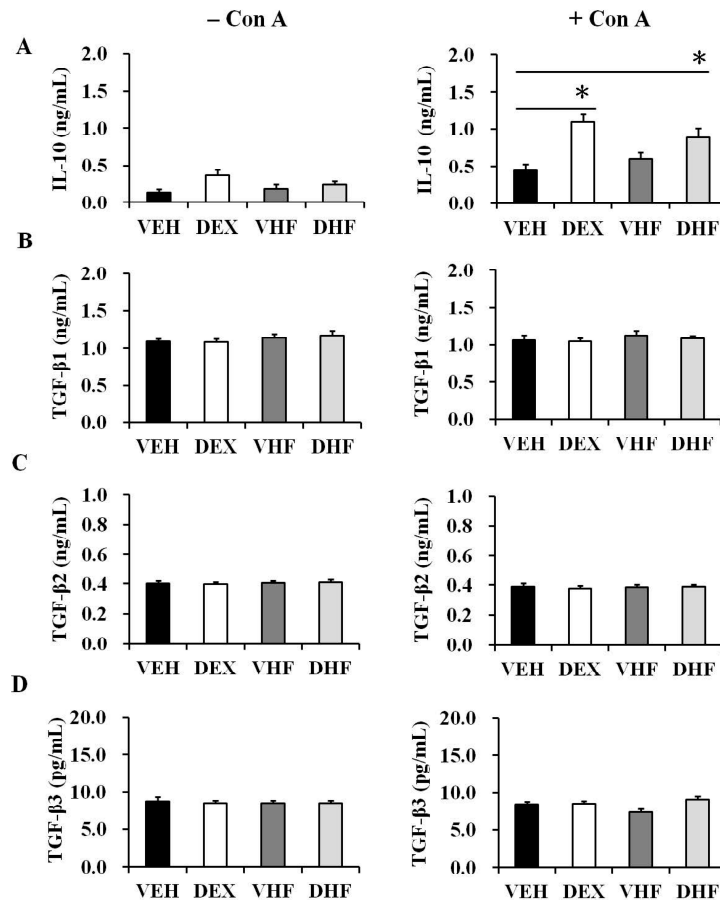 – Con A
+ Con A
A
IL-10 (ng/mL)
2.0
1.5
1.0
0.5
0.0
VEH DEX VHF DHF
IL-10 (ng/mL)
2.0
1.5
1.0
0.5
0.0
*
*
VEH DEX VHF DHF
B
TGF-β1 (ng/mL)
2.0
1.5
1.0
0.5
0.0
VEH DEX VHF DHF
TGF-β1 (ng/mL)
2.0
1.5
1.0
0.5
0.0
VEH DEX VHF DHF
C
TGF-β2 (ng/mL)
1.0
0.8
0.6
0.4
0.2
0.0
VEH DEX VHF DHF
TGF-β2 (ng/mL)
1.0
0.8
0.6
0.4
0.2
0.0
VEH DEX VHF DHF
D
TGF-β3 (pg/mL)
20.0
15.0
10.0
5.0
0.0
VEH DEX VHF DHF
TGF-β3 (pg/mL)
20.0
15.0
10.0
5.0
0.0
VEH DEX VHF DHF